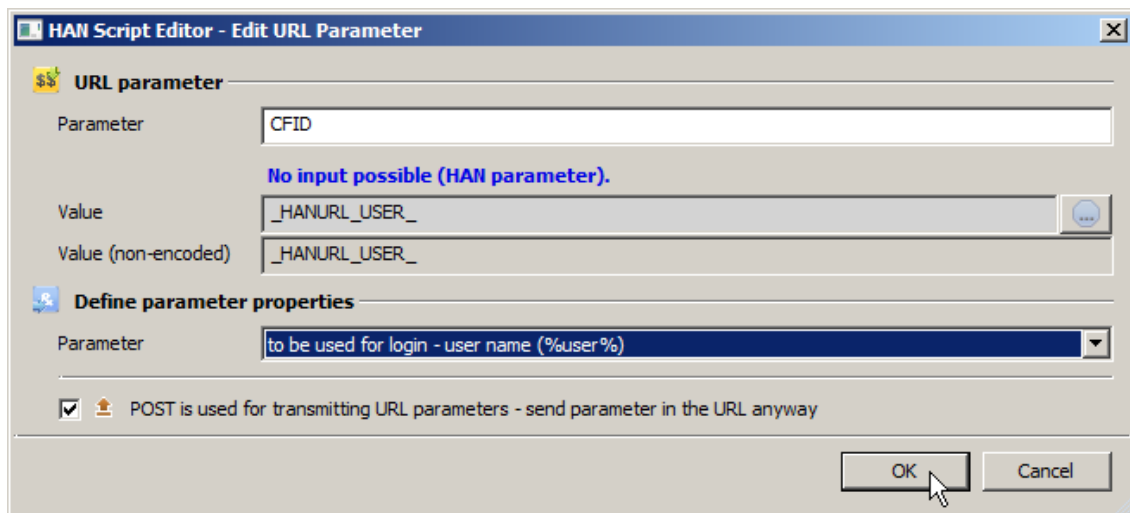 HAN Script Editor - Edit URL Parameter
URL parameter
Parameter CFID
No input possible (HAN parameter).
Value _HANURL_USER_ ...
Value (non-encoded) _HANURL_USER_
Define parameter properties
Parameter to be used for login - user name (%user%)
POST is used for transmitting URL parameters - send parameter in the URL anyway
OK Cancel